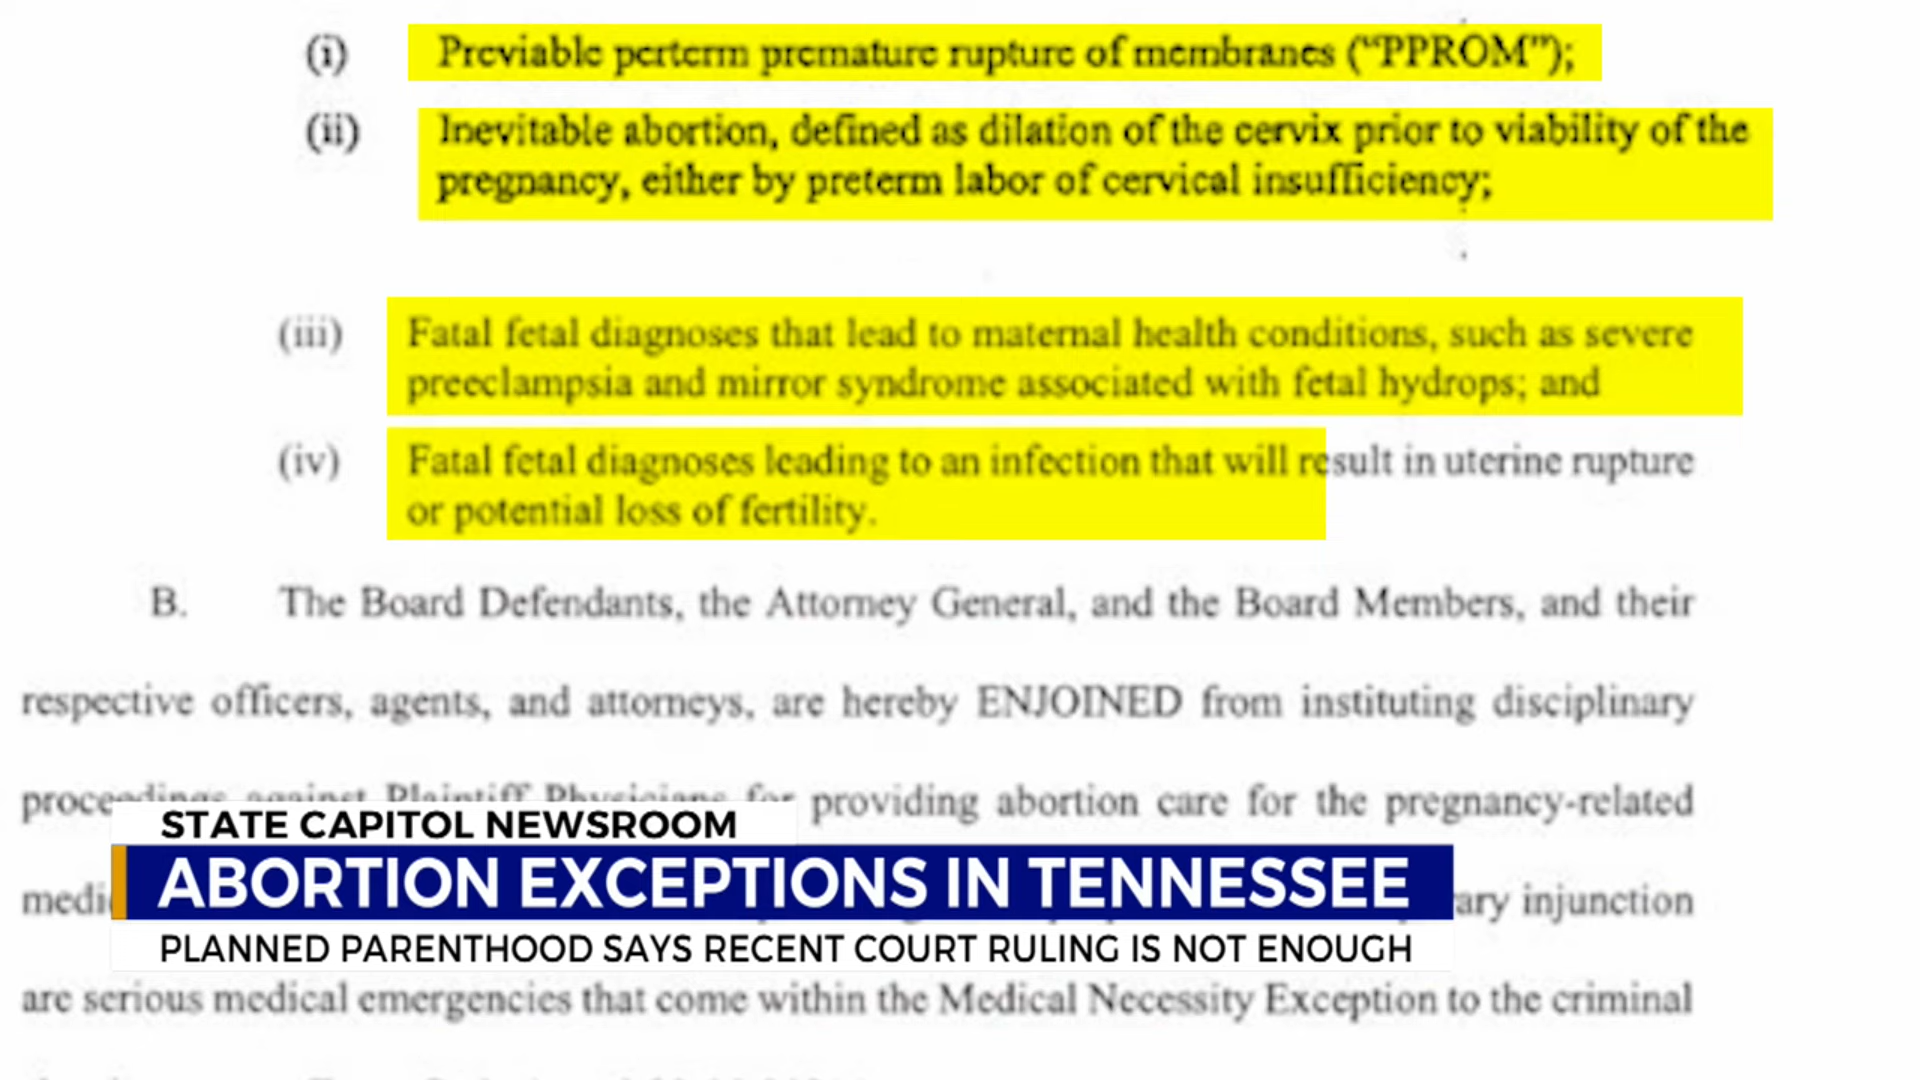 (i) Previable perterm premature rupture of membranes ("PPROM");
(ii) Inevitable abortion, defined as dilation of the cervix prior to viability of the
pregnancy, either by preterm labor of cervical insufficiency;
(iii) Fatal fetal diagnoses that lead to maternal health conditions, such as severe
preeclampsia and mirror syndrome associated with fetal hydrops; and
(iv) Fatal fetal diagnoses leading to an infection that will result in uterine rupture
or potential loss of fertility.
B. The Board Defendants, the Attorney General, and the Board Members, and their
respective officers, agents, and attorneys, are hereby ENJOINED from instituting disciplinary
proceedings against Plaintiff Physicians for providing abortion care for the pregnancy-related
injunction
STATE CAPITOL NEWSROOM
ABORTION EXCEPTIONS IN TENNESSEE
PLANNED PARENTHOOD SAYS RECENT COURT RULING IS NOT ENOUGH
are serious medical emergencies that come within the Medical Necessity Exception to the criminal